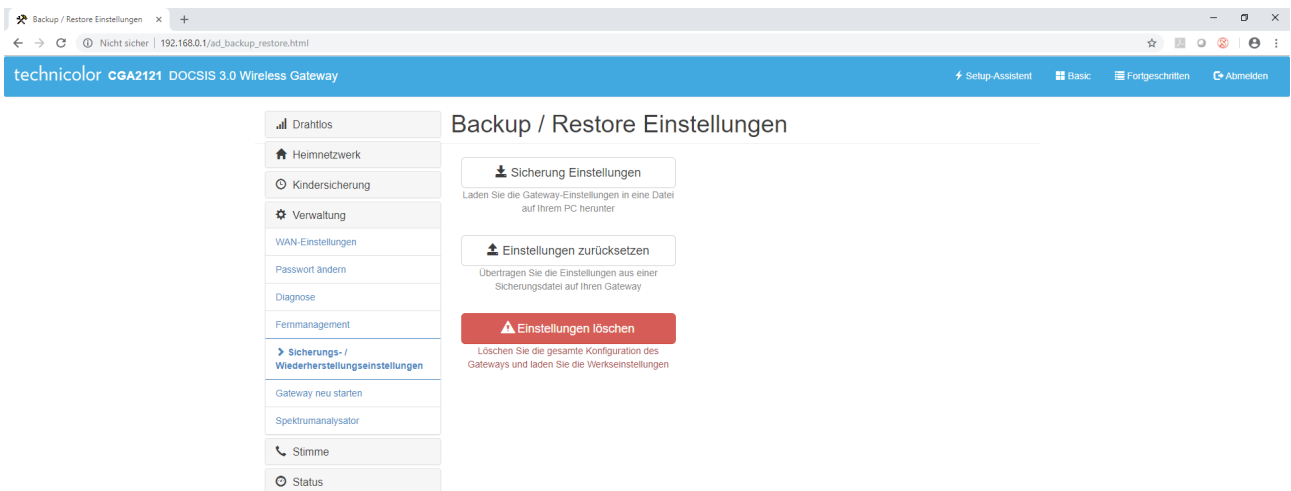 Backup / Restore Einstellungen
Nicht sicher | 192.168.0.1/ad_backup_restore.html
technicolor CGA2121 DOCSIS 3.0 Wireless Gateway
Setup-Assistent
Basic
Fortgeschritten
Abmelden
Drahtlos
Heimnetzwerk
Kindersicherung
Verwaltung
WAN-Einstellungen
Passwort ändern
Diagnose
Fernmanagement
Sicherungs- /
Wiederherstellungseinstellungen
Gateway neu starten
Spektrumanalysator
Stimme
Status
Backup / Restore Einstellungen
Sicherung Einstellungen
Laden Sie die Gateway-Einstellungen in eine Datei
auf Ihrem PC herunter
Einstellungen zurücksetzen
Übertragen Sie die Einstellungen aus einer
Sicherungsdatei auf Ihren Gateway
Einstellungen löschen
Löschen Sie die gesamte Konfiguration des
Gateways und laden Sie die Werkseinstellungen